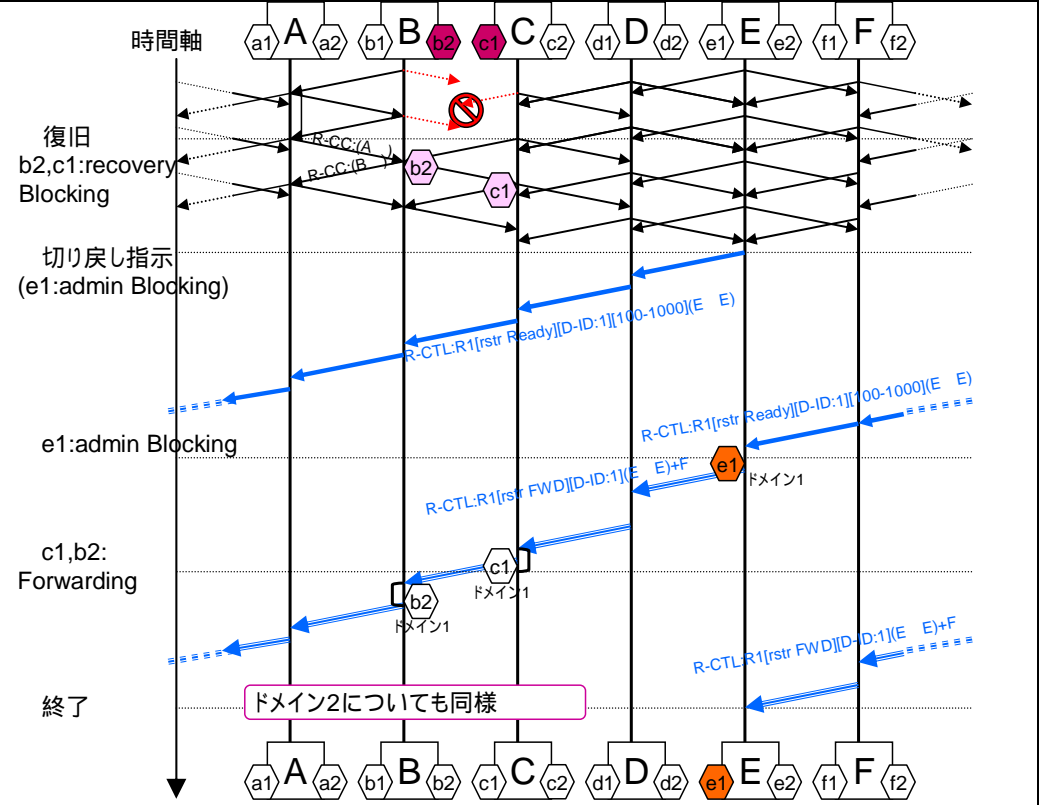 時間軸
a1 A a2 b1 B b2 c1 C c2 d1 D d2 e1 E e2 f1 F f2
復旧
b2,c1:recovery
Blocking
R-CC:(A )
R-CC:(B )
b2
c1
切り戻し指示
(e1:admin Blocking)
R-CTL:R1[rstr Ready][D-ID:1][100-1000](E E)
R-CTL:R1[rstr Ready][D-ID:1][100-1000](E E)
e1:admin Blocking
e1
ドメイン1
R-CTL:R1[rstr FWD][D-ID:1](E E)+F
c1,b2:
Forwarding
c1
ドメイン1
b2
ドメイン1
R-CTL:R1[rstr FWD][D-ID:1](E E)+F
終了
ドメイン2についても同様
a1 A a2 b1 B b2 c1 C c2 d1 D d2 e1 E e2 f1 F f2